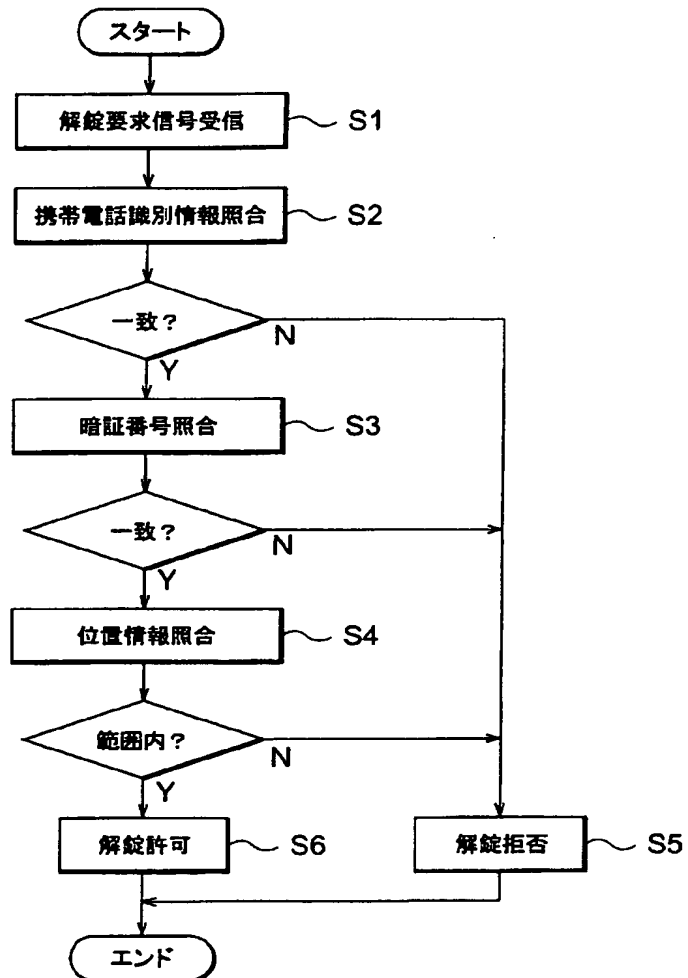 スタート
解錠要求信号受信 S1
携帯電話識別情報照合 S2
一致？ N
Y
暗証番号照合 S3
一致？ N
Y
位置情報照合 S4
範囲内？ N
Y
解錠許可 S6
解錠拒否 S5
エンド